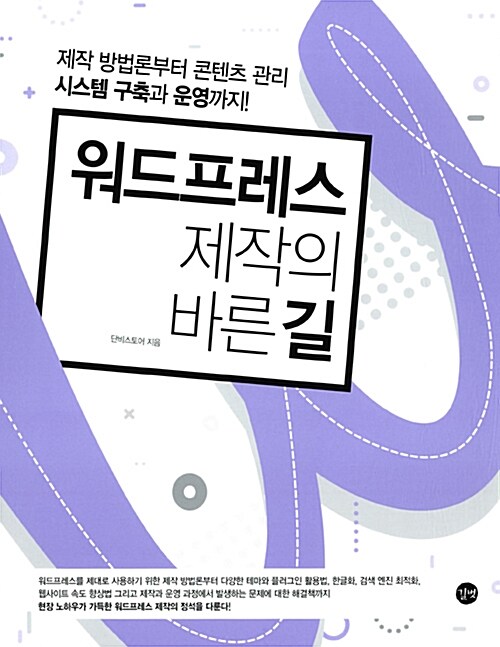 제작 방법론부터 콘텐츠 관리
시스템 구축과 운영까지!
워드프레스
제작의
바른 길
단비스토어 지음
워드프레스를 제대로 사용하기 위한 제작 방법론부터 다양한 테마와 플러그인 활용법, 한글화, 검색 엔진 최적화,
웹사이트 속도 향상법 그리고 제작과 운영 과정에서 발생하는 문제에 대한 해결책까지
현장 노하우가 가득한 워드프레스 제작의 정석을 다룬다!
길벗